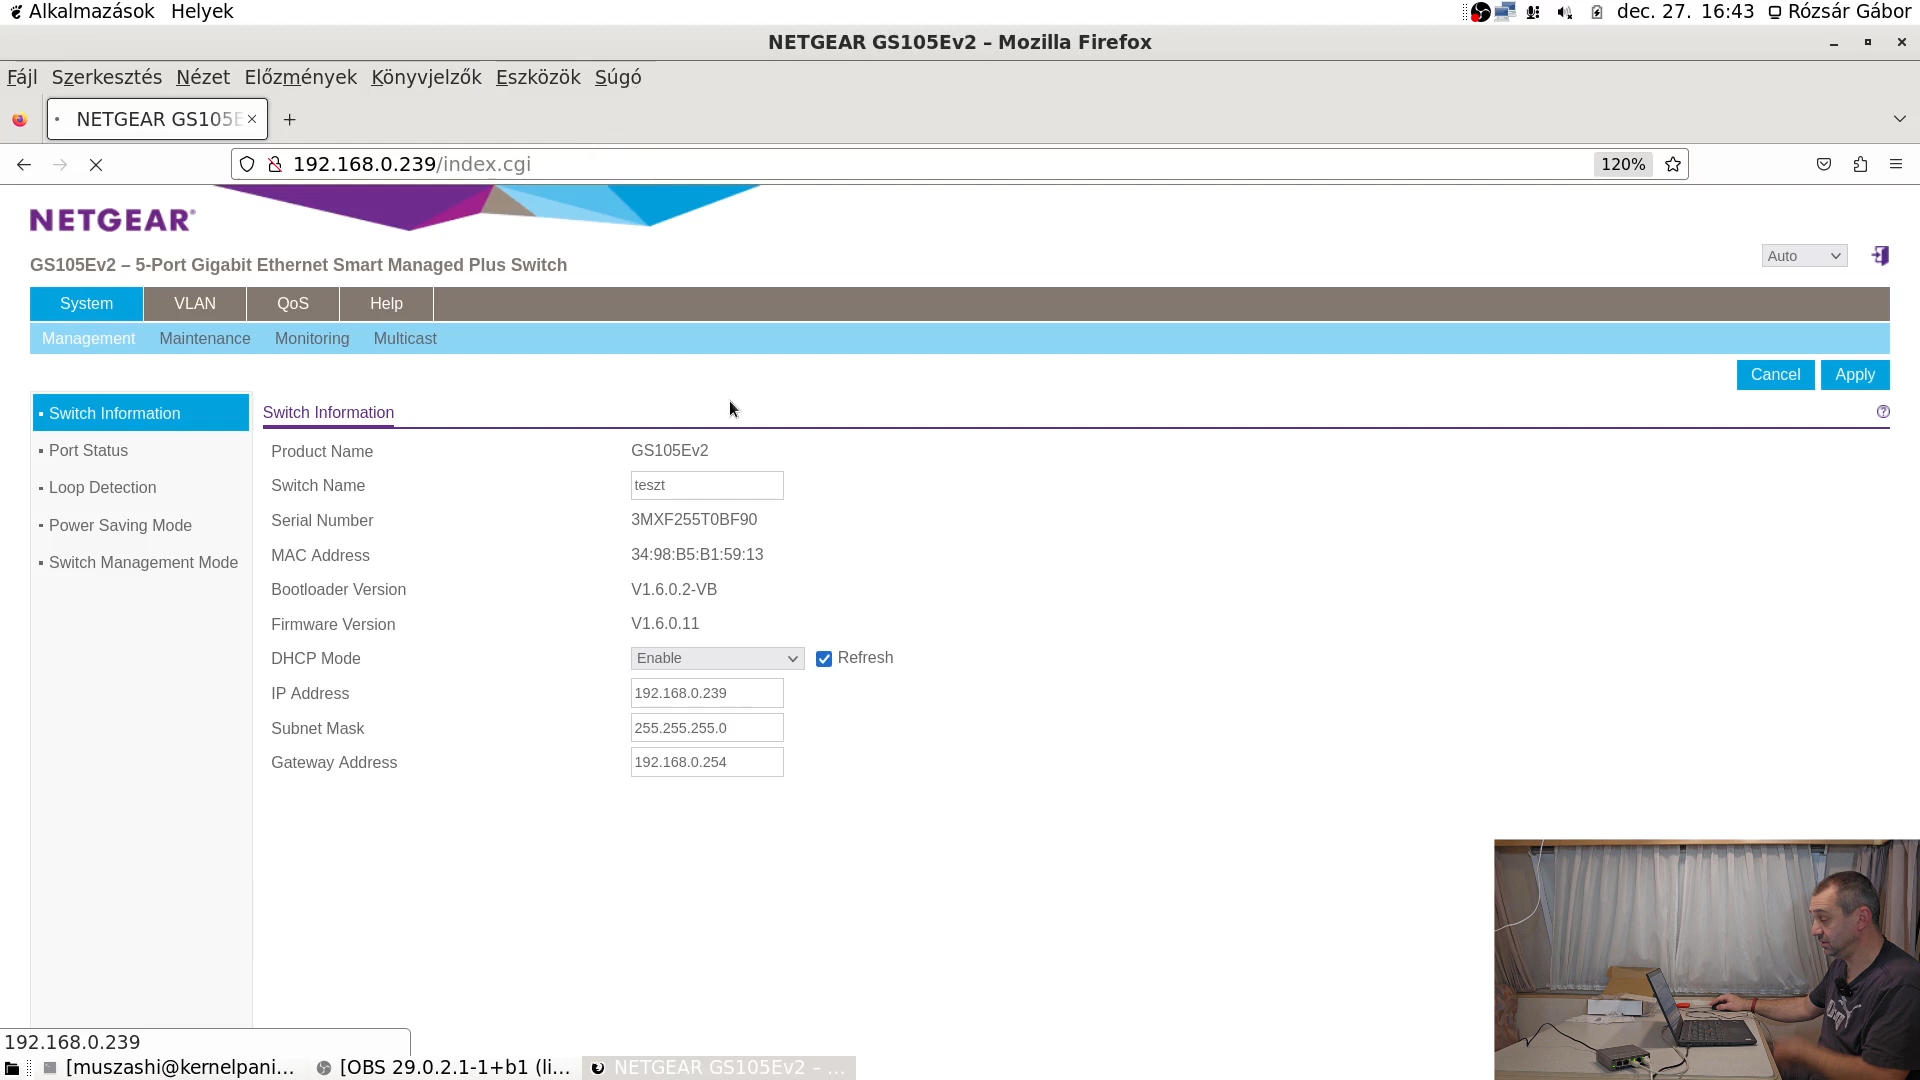 Alkalmazások Helyek dec. 27. 16:43 Rózsár Gábor
NETGEAR GS105Ev2 – Mozilla Firefox
Fájl Szerkesztés Nézet Előzmények Könyvjelzők Eszközök Súgó
NETGEAR GS105E
192.168.0.239/index.cgi 120%
NETGEAR®
GS105Ev2 – 5-Port Gigabit Ethernet Smart Managed Plus Switch Auto
System VLAN QoS Help
Management Maintenance Monitoring Multicast
Cancel Apply
Switch Information
Port Status
Loop Detection
Power Saving Mode
Switch Management Mode
Switch Information
Product Name GS105Ev2
Switch Name teszt
Serial Number 3MXF255T0BF90
MAC Address 34:98:B5:B1:59:13
Bootloader Version V1.6.0.2-VB
Firmware Version V1.6.0.11
DHCP Mode Enable Refresh
IP Address 192.168.0.239
Subnet Mask 255.255.255.0
Gateway Address 192.168.0.254
192.168.0.239
[muszashi@kernelpani... [OBS 29.0.2.1-1+b1 (li... NETGEAR GS105Ev2 – ...